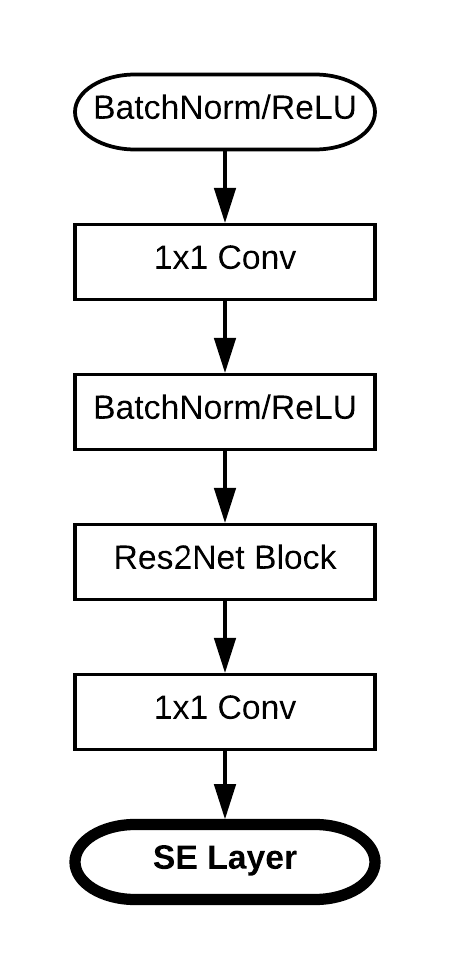 BatchNorm/ReLU
1x1 Conv
BatchNorm/ReLU
Res2Net Block
1x1 Conv
SE Layer